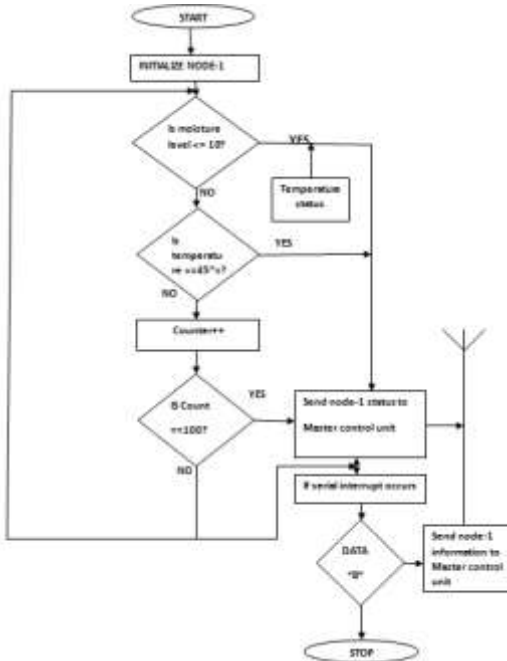 START
INITIALIZE NODE-1
Is moisture
level <= 10?
YES
Temperature
status
NO
Is
temperatu
re >=45°c?
YES
NO
Counter++
Is Count
==100?
YES
NO
Send node-1 status to
Master control unit
If serial interrupt occurs
DATA
Send node-1
information to
Master control
unit
STOP